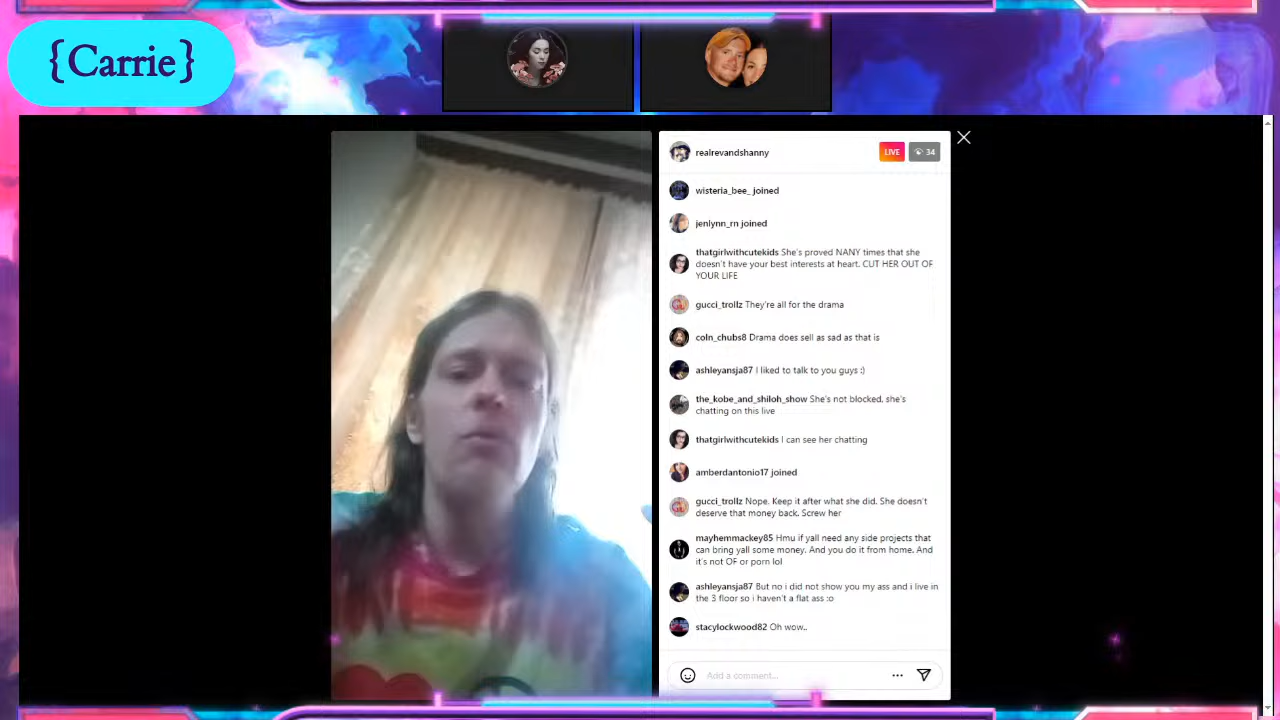 {Carrie}
realrevandshanny
LIVE
34
wisteria_bee_ joined
jenlynn_rn joined
thatgirlwithcutekids She's proved NANY times that she
doesn't have your best interests at heart. CUT HER OUT OF
YOUR LIFE
gucci_trollz They're all for the drama
coln_chubs8 Drama does sell as sad as that is
ashleyansja87 I liked to talk to you guys :)
the_kobe_and_shiloh_show She's not blocked, she's
chatting on this live
thatgirlwithcutekids I can see her chatting
amberdantonio17 joined
gucci_trollz Nope. Keep it after what she did. She doesn't
deserve that money back. Screw her
mayhemmackey85 Hmu if yall need any side projects that
can bring yall some money. And you do it from home. And
it's not OF or porn lol
ashleyansja87 But no i did not show you my ass and i live in
the 3 floor so i haven't a flat ass :o
stacylockwood82 Oh wow..
Add a comment...